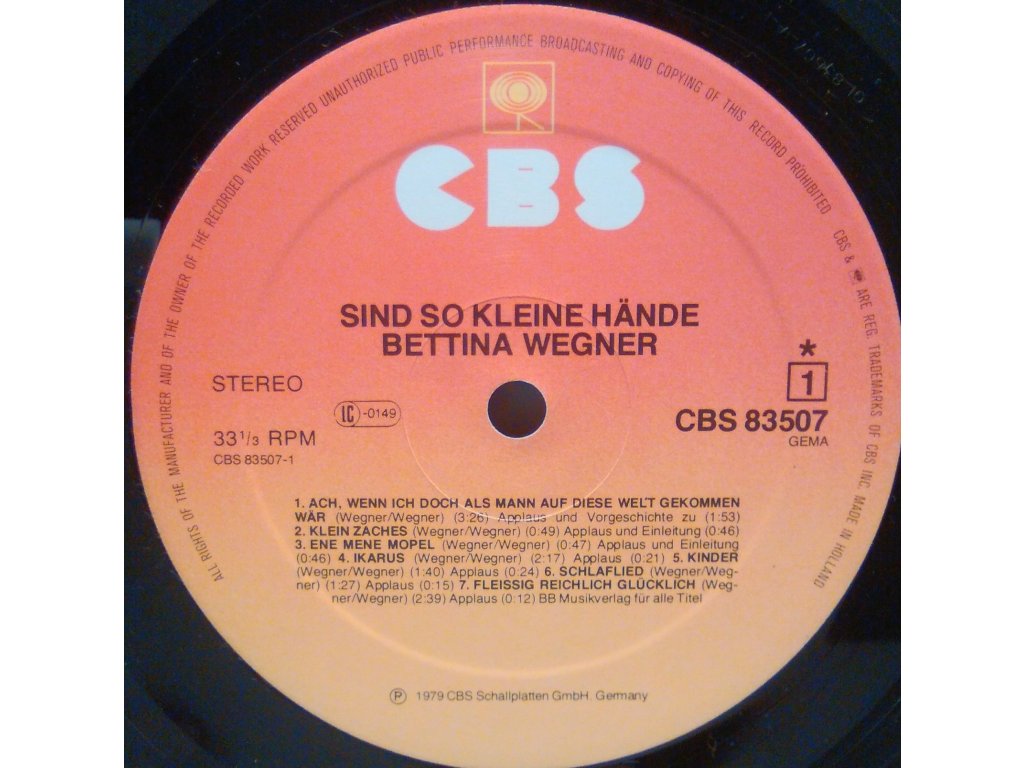 ALL RIGHTS OF THE MANUFACTURER AND OF THE OWNER OF THE RECORDED WORK RESERVED UNAUTHORIZED PUBLIC PERFORMANCE BROADCASTING AND COPYING OF THIS RECORD PROHIBITED
CBS & ARE REG. TRADEMARKS OF CBS INC. MADE IN HOLLAND
CBS
SIND SO KLEINE HÄNDE
BETTINA WEGNER
STEREO
LC-0149
33 1/3 RPM
CBS 83507-1
*
1
CBS 83507
GEMA
1. ACH, WENN ICH DOCH ALS MANN AUF DIESE WELT GEKOMMEN
WÄR (Wegner/Wegner) (3:26) Applaus und Vorgeschichte zu (1:53)
2. KLEIN ZACHES (Wegner/Wegner) (0:49) Applaus und Einleitung (0:46)
3. ENE MENE MOPEL (Wegner/Wegner) (0:47) Applaus und Einleitung
(0:46) 4. IKARUS (Wegner/Wegner) (2:17) Applaus (0:21) 5. KINDER
(Wegner/Wegner) (1:40) Applaus (0:24) 6. SCHLAFLIED (Wegner/Weg-
ner) (1:27) Applaus (0:15) 7. FLEISSIG REICHLICH GLÜCKLICH (Weg-
ner/Wegner) (2:39) Applaus (0:12) BB Musikverlag für alle Titel
℗ 1979 CBS Schallplatten GmbH. Germany